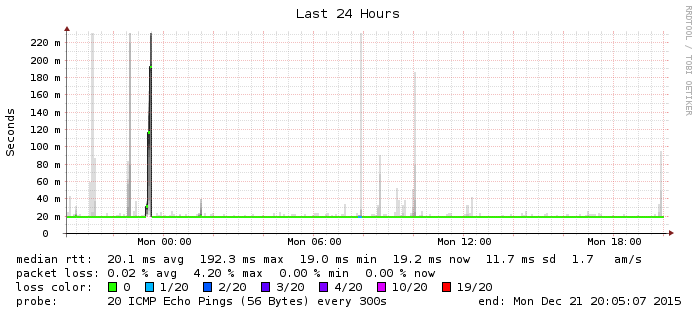 Last 24 Hours
RRDTOOL / TOBI OETIKER
Seconds
220 m
200 m
180 m
160 m
140 m
120 m
100 m
80 m
60 m
40 m
20 m
0
Mon 00:00 Mon 06:00 Mon 12:00 Mon 18:00
median rtt: 20.1 ms avg 192.3 ms max 19.0 ms min 19.2 ms now 11.7 ms sd 1.7 am/s
packet loss: 0.02 % avg 4.20 % max 0.00 % min 0.00 % now
loss color: 0 1/20 2/20 3/20 4/20 10/20 19/20
probe: 20 ICMP Echo Pings (56 Bytes) every 300s end: Mon Dec 21 20:05:07 2015